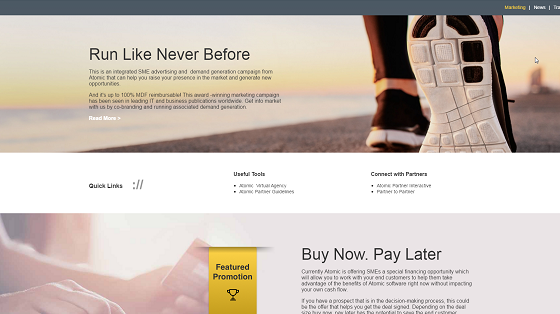 Marketing | News | Tra
Run Like Never Before
This is an integrated SME advertising and demand generation campaign from
Atomic that can help you raise your presence in the market and generate new
opportunities.
And it's up to 100% MDF reimbursable! This award -winning marketing campaign
has been seen in leading IT and business publications worldwide. Get into market
with us by co-branding and running associated demand generation.
Read More >
Quick Links ://
Useful Tools
• Atomic Virtual Agency
• Atomic Partner Guidelines
Connect with Partners
• Atomic Partner Interactive
• Partner to Partner
Featured
Promotion
Buy Now. Pay Later
Currently Atomic is offering SMEs a special financing opportunity which
will allow you to work with your end customers to help them take
advantage of the benefits of Atomic software right now without impacting
your own cash flow.
If you have a prospect that is in the decision-making process, this could
be the offer that helps you get the deal signed. Depending on the deal
size buy now, pay later has the potential to save the end customer